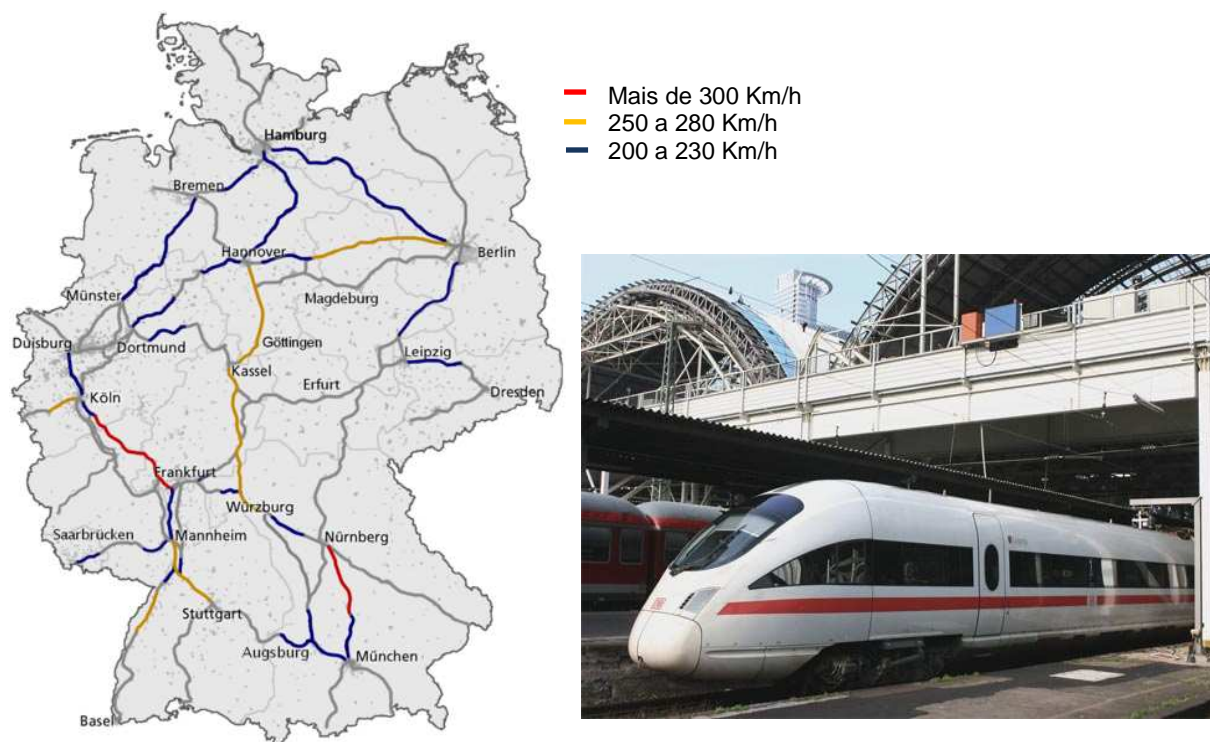 Mais de 300 Km/h
250 a 280 Km/h
200 a 230 Km/h
Hamburg
Bremen
Hannover
Berlin
Münster
Magdeburg
Duisburg
Dortmund
Göttingen
Leipzig
Kassel
Erfurt
Dresden
Köln
Frankfurt
Würzburg
Saarbrücken
Mannheim
Nürnberg
Stuttgart
Augsburg
München
Basel